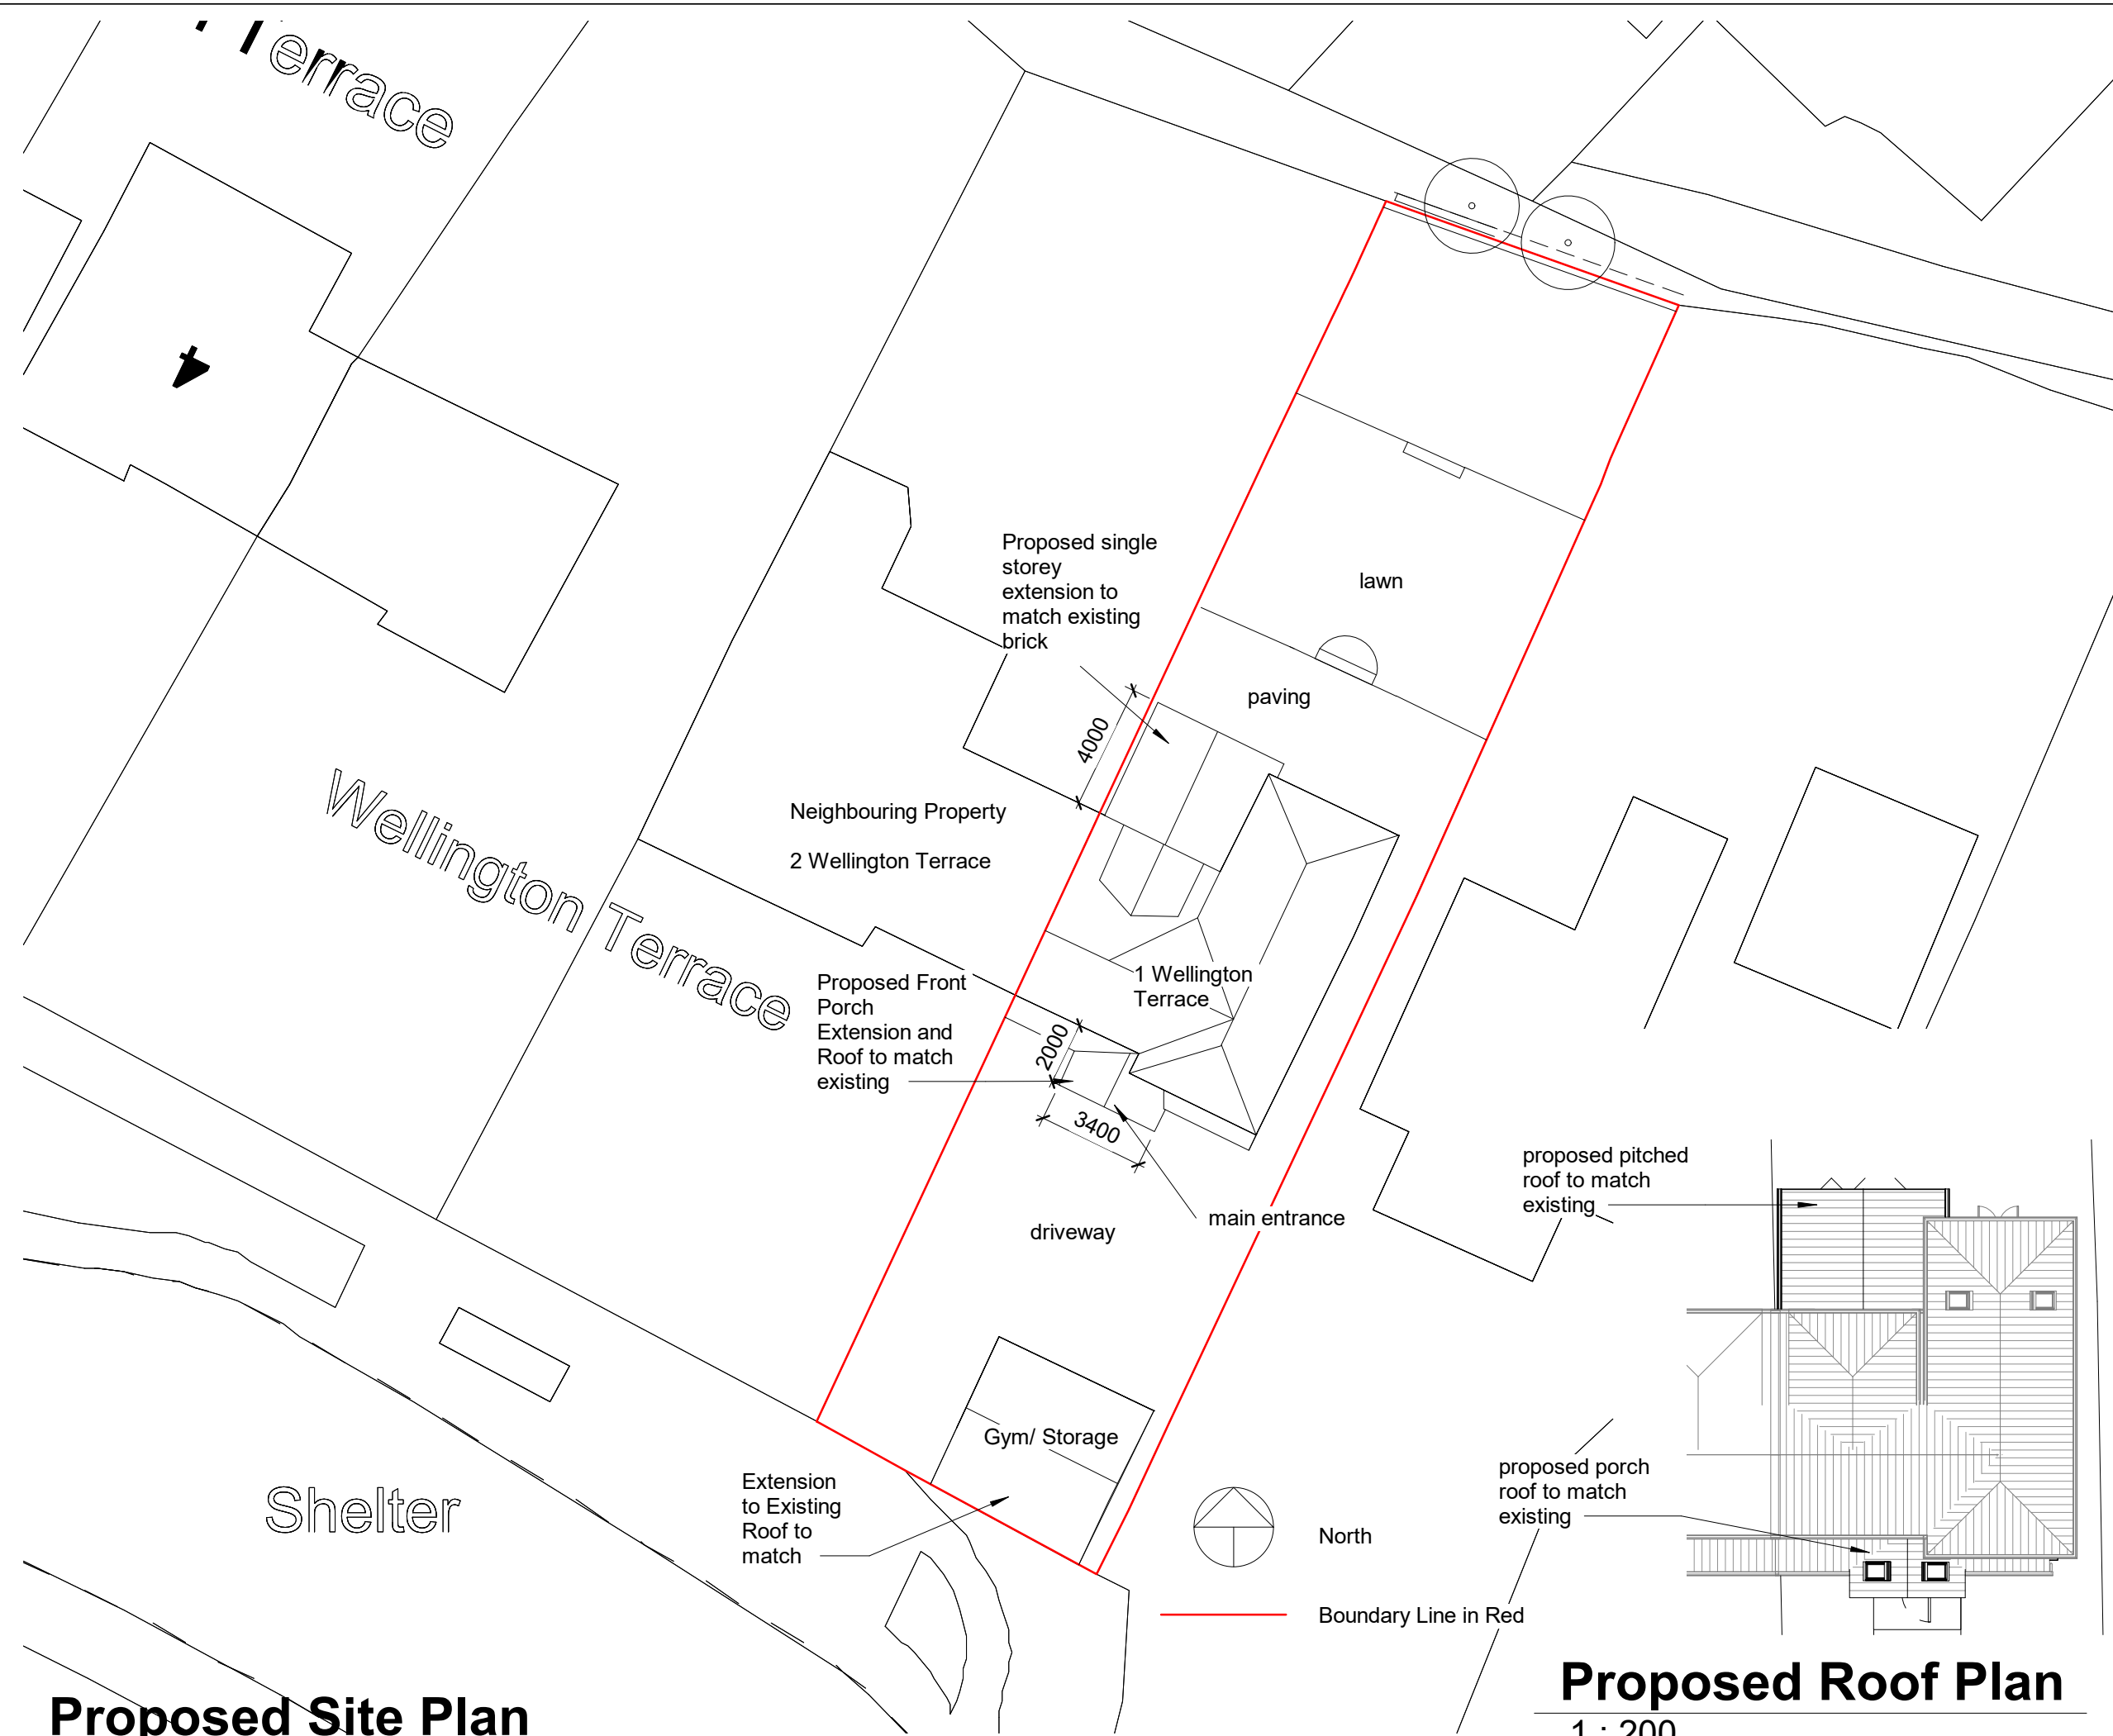 Terrace
4
Proposed single
storey
extension to
match existing
brick
lawn
paving
4000
Neighbouring Property
2 Wellington Terrace
Wellington Terrace
1 Wellington
Terrace
Proposed Front
Porch
Extension and
Roof to match
existing
2000
3400
main entrance
driveway
proposed pitched
roof to match
existing
Gym/ Storage
Extension
to Existing
Roof to
match
Shelter
North
Boundary Line in Red
proposed porch
roof to match
existing
Proposed Site Plan
Proposed Roof Plan
1 : 200